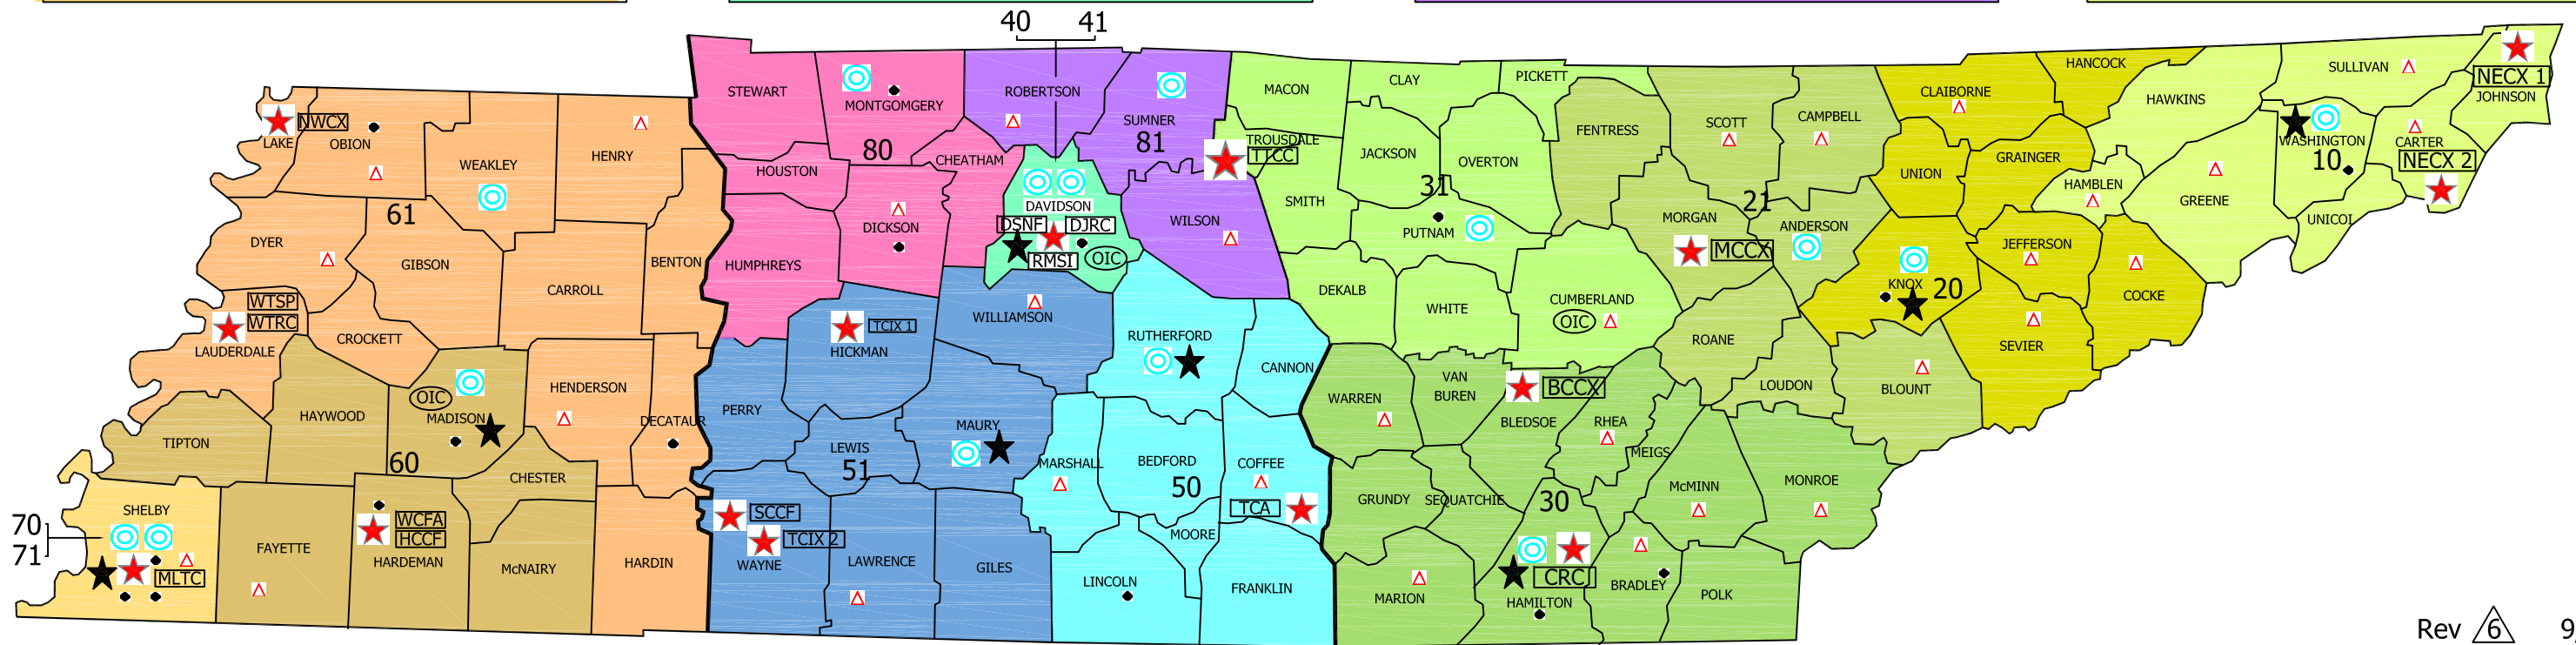 40 41
STEWART
MONTGOMGERY
ROBERTSON
SUMNER
81
MACON
CLAY
PICKETT
FENTRESS
SCOTT
CAMPBELL
CLAIBORNE
HANCOCK
HAWKINS
SULLIVAN
NECX 1
JOHNSON
NWCX
LAKE
OBION
WEAKLEY
HENRY
80
HOUSTON
CHEATHAM
TROUSDALE
TTCC
JACKSON
OVERTON
UNION
GRAINGER
HAMBLEN
GREENE
WASHINGTON
10
CARTER
NECX 2
UNICOI
61
DYER
GIBSON
CARROLL
BENTON
HUMPHREYS
DICKSON
DAVIDSON
DSNF
DJRC
RMSI
OIC
WILSON
SMITH
31
PUTNAM
MORGAN
21
MCCX
ANDERSON
KNOX
20
JEFFERSON
COCKE
WTSP
WTRC
LAUDERDALE
CROCKETT
TCIX 1
HICKMAN
WILLIAMSON
RUTHERFORD
CANNON
DEKALB
WHITE
CUMBERLAND
OIC
ROANE
LOUDON
BLOUNT
SEVIER
TIPTON
HAYWOOD
OIC
MADISON
HENDERSON
DECATAUR
PERRY
LEWIS
51
MAURY
MARSHALL
BEDFORD
50
COFFEE
TCA
WARREN
VAN
BUREN
BCCX
BLEDSOE
RHEA
MEIGS
McMINN
MONROE
60
CHESTER
GRUNDY
SEQUATCHIE
30
70
71
SHELBY
MLTC
FAYETTE
WCFA
HCCF
HARDEMAN
McNAIRY
HARDIN
SCCF
TCIX 2
WAYNE
LAWRENCE
GILES
LINCOLN
MOORE
FRANKLIN
MARION
CRC
HAMILTON
BRADLEY
POLK
Rev 6 9/